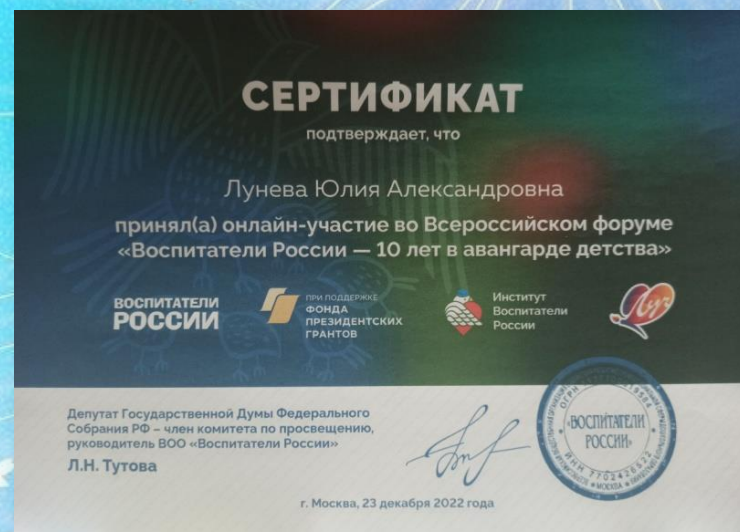 СЕРТИФИКАТ
подтверждает, что
Лунева Юлия Александровна
принял(а) онлайн-участие во Всероссийском форуме
«Воспитатели России — 10 лет в авангарде детства»
ВОСПИТАТЕЛИ
РОССИИ
ПРИ ПОДДЕРЖКЕ
ФОНДА
ПРЕЗИДЕНТСКИХ
ГРАНТОВ
Институт
Воспитатели
России
Луч
Депутат Государственной Думы Федерального
Собрания РФ – член комитета по просвещению,
руководитель ВОО «Воспитатели России»
Л.Н. Тутова
«ВОСПИТАТЕЛИ
РОССИИ»
МОСКВА
г. Москва, 23 декабря 2022 года